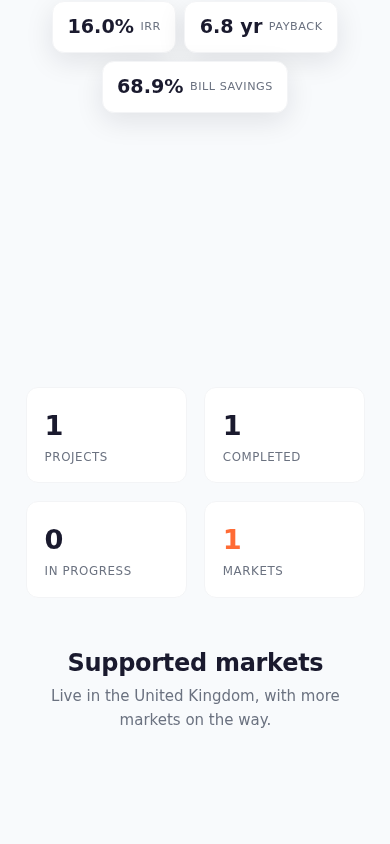 16.0% IRR 6.8 yr PAYBACK
68.9% BILL SAVINGS
1 1
PROJECTS COMPLETED
0 1
IN PROGRESS MARKETS
Supported markets
Live in the United Kingdom, with more
markets on the way.